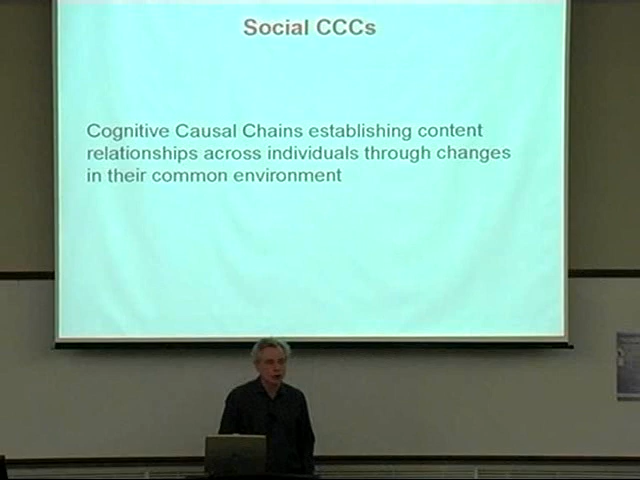 Social CCCs
Cognitive Causal Chains establishing content
relationships across individuals through changes
in their common environment